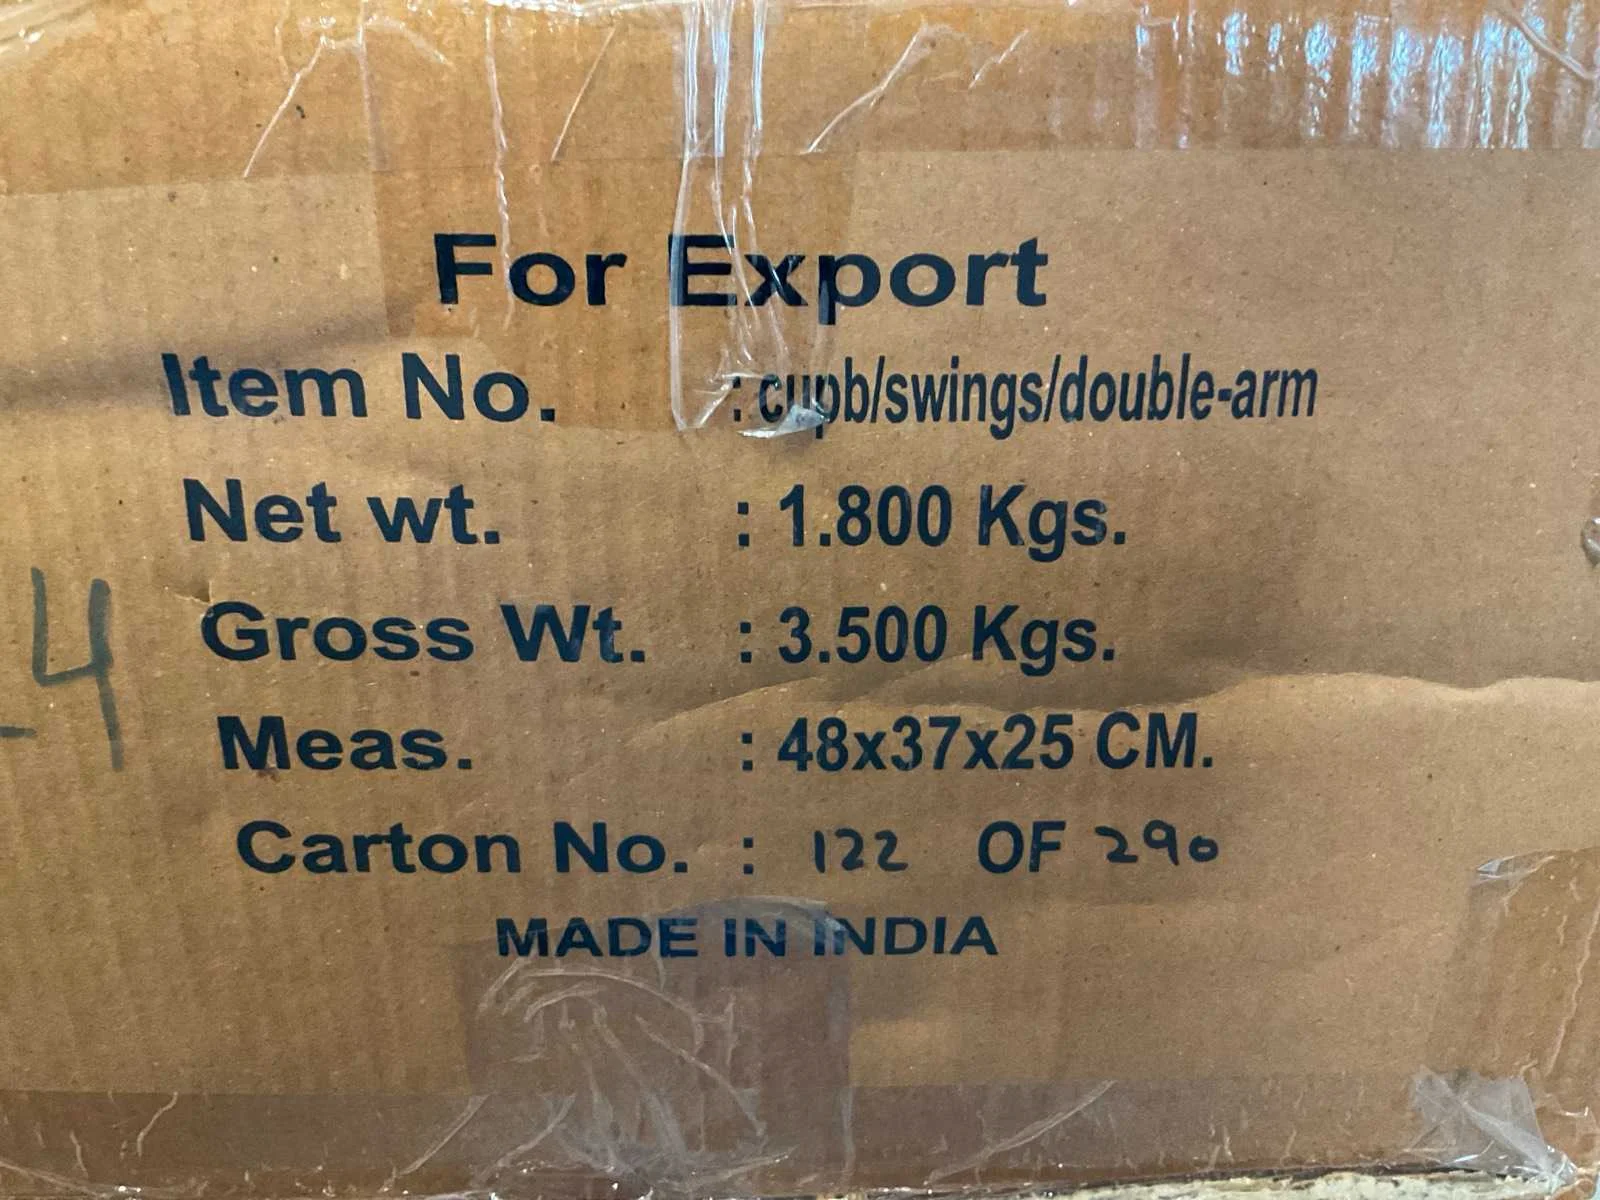 For Export
Item No. : cupb/swings/double-arm
Net wt. : 1.800 Kgs.
Gross Wt. : 3.500 Kgs.
-4
Meas. : 48x37x25 CM.
Carton No. : 122 OF 290
MADE IN INDIA